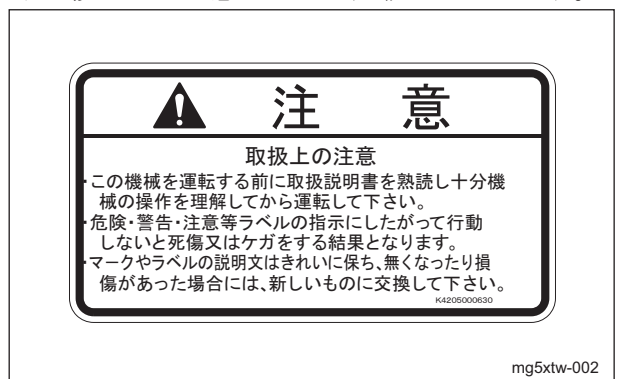 注 意
取扱上の注意
・この機械を運転する前に取扱説明書を熟読し十分機
械の操作を理解してから運転して下さい。
・危険・警告・注意等ラベルの指示にしたがって行動
しないと死傷又はケガをする結果となります。
・マークやラベルの説明文はきれいに保ち、無くなったり損
傷があった場合には、新しいものに交換して下さい。
K4205000630
mg5xtw-002